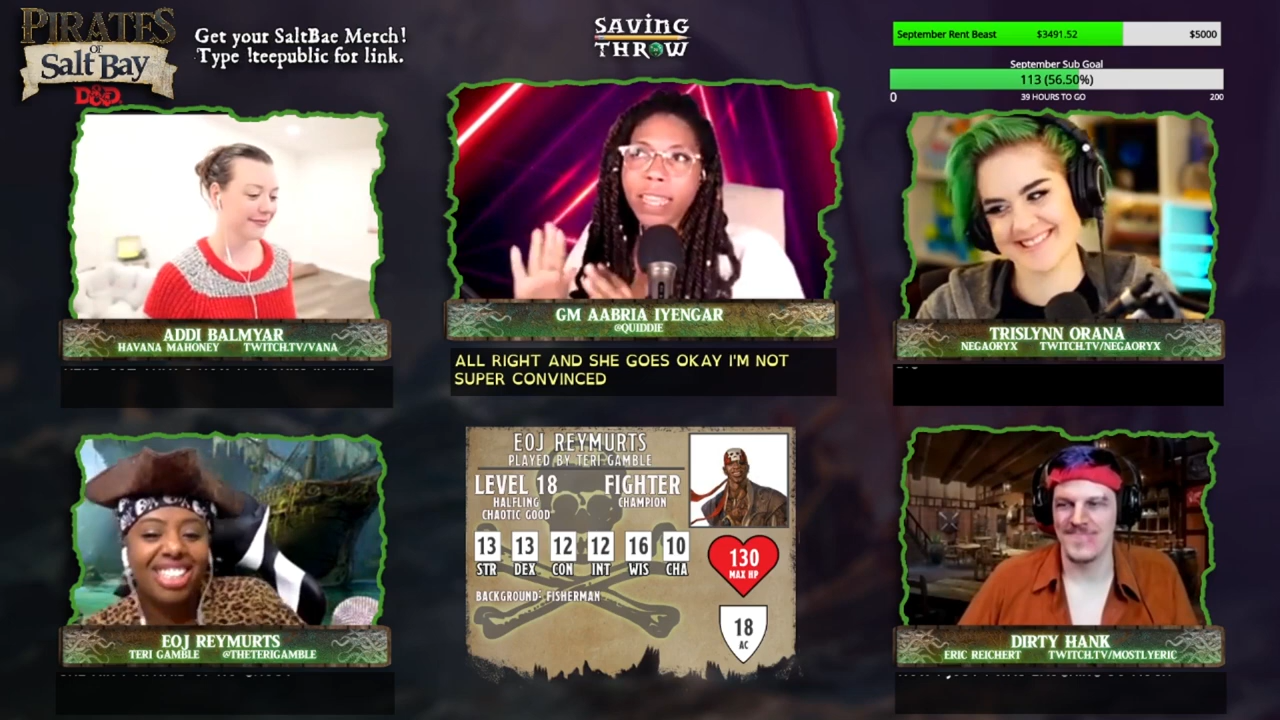 PIRATES
OF
Salt Bay
D&D
Get your SaltBae Merch!
Type !teepublic for link.
SAVING
THROW
September Rent Beast $3491.52 $5000
September Sub Goal
113 (56.50%)
0 39 HOURS TO GO 200
ADDI BALMYAR
HAVANA MAHONEY TWITCH.TV/VANA
GM AABRIA IYENGAR
@QUIDDIE
ALL RIGHT AND SHE GOES OKAY I'M NOT
SUPER CONVINCED
TRISLYNN ORANA
NEGAORYX TWITCH.TV/NEGAORYX
EOJ REYMURTS
PLAYED BY TERI GAMBLE
LEVEL 18 FIGHTER
HALFLING CHAMPION
CHAOTIC GOOD
13 13 12 12 16 10
STR DEX CON INT WIS CHA
BACKGROUND: FISHERMAN
130
MAX HP
18
AC
EOJ REYMURTS
TERI GAMBLE @THETERIGAMBLE
DIRTY HANK
ERIC REICHERT TWITCH.TV/MOSTLYERIC